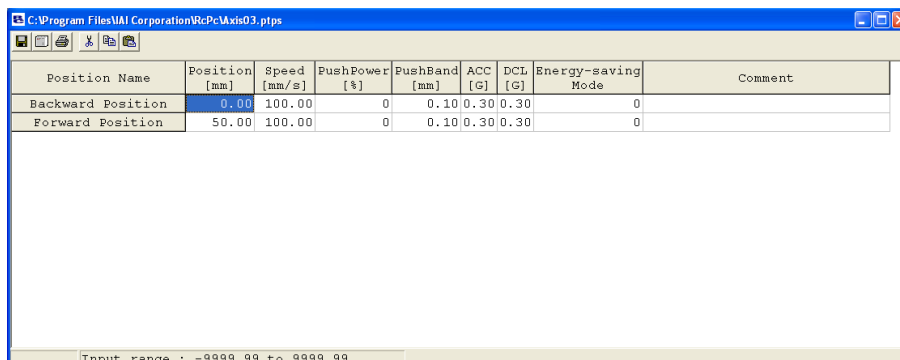 C:\Program Files\IAI Corporation\RcPc\Axis03.ptps
Position Name Position [mm] Speed [mm/s] PushPower [%] PushBand [mm] ACC [G] DCL [G] Energy-saving Mode Comment
Backward Position 0.00 100.00 0 0.10 0.30 0.30 0
Forward Position 50.00 100.00 0 0.10 0.30 0.30 0
Input range : -9999.99 to 9999.99